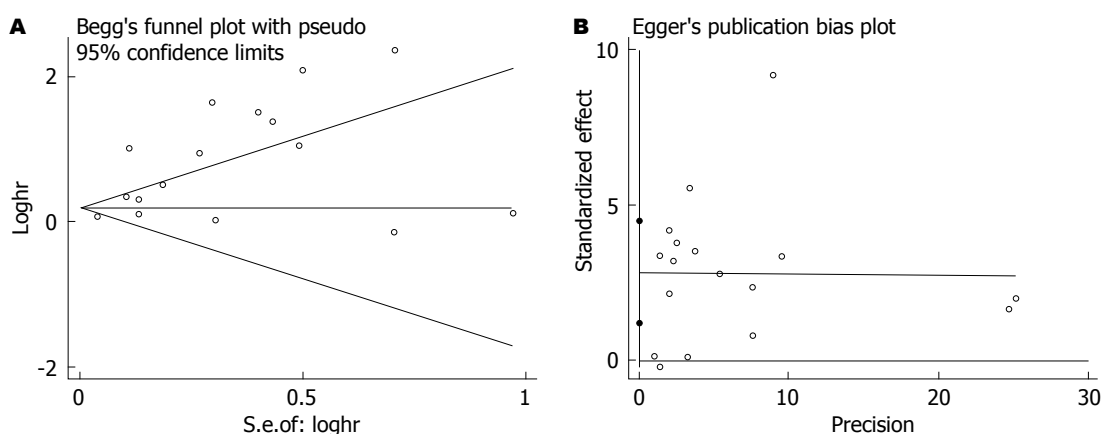 A Begg's funnel plot with pseudo
95% confidence limits
2
0
-2
Loghr
0 0.5 1
S.e.of: loghr
B Egger's publication bias plot
10
5
0
Standardized effect
0 10 20 30
Precision